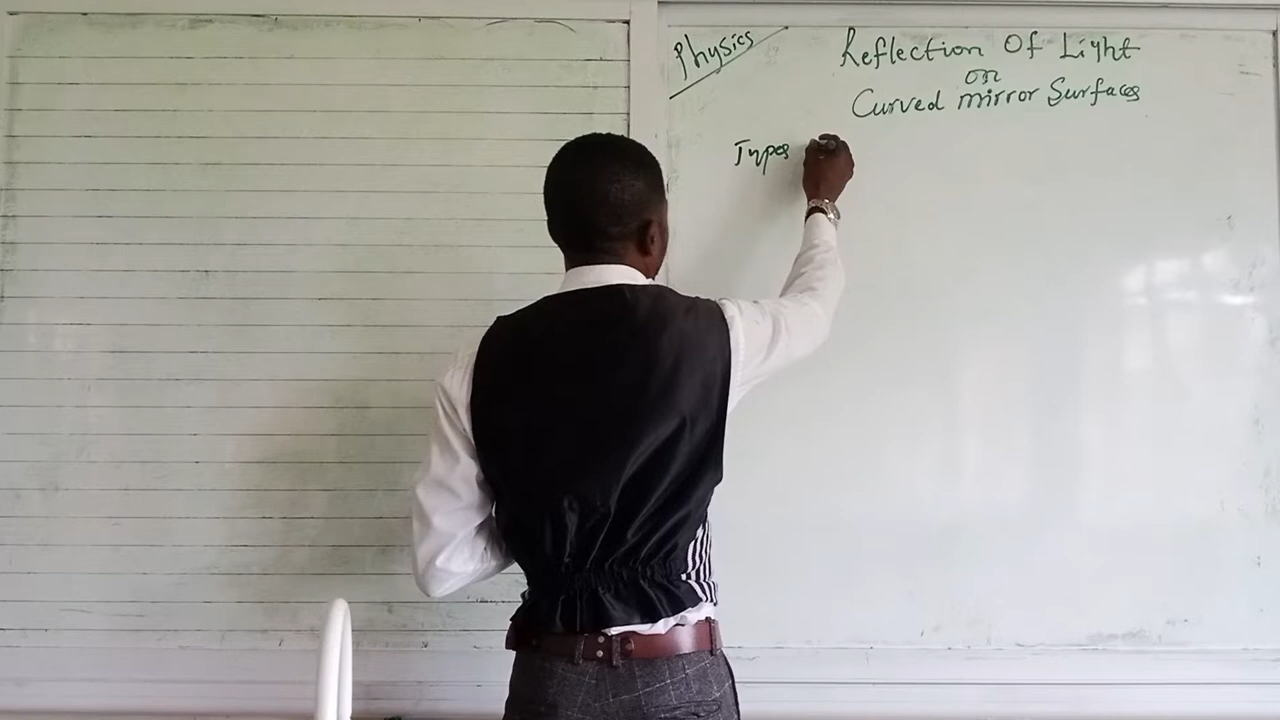 Physics
Reflection Of Light
on
Curved mirror Surfaces
Types